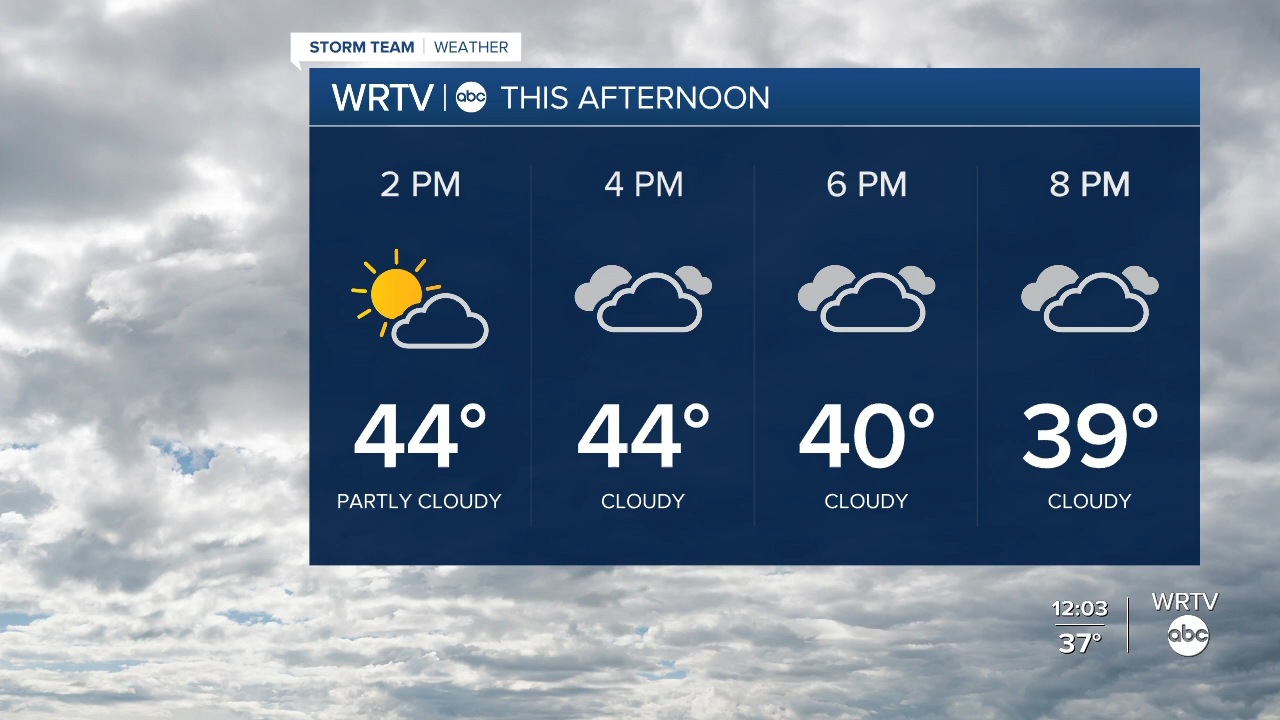 STORM TEAM | WEATHER
WRTV | abc THIS AFTERNOON
2 PM
44°
PARTLY CLOUDY
4 PM
44°
CLOUDY
6 PM
40°
CLOUDY
8 PM
39°
CLOUDY
12:03
37°
WRTV
abc